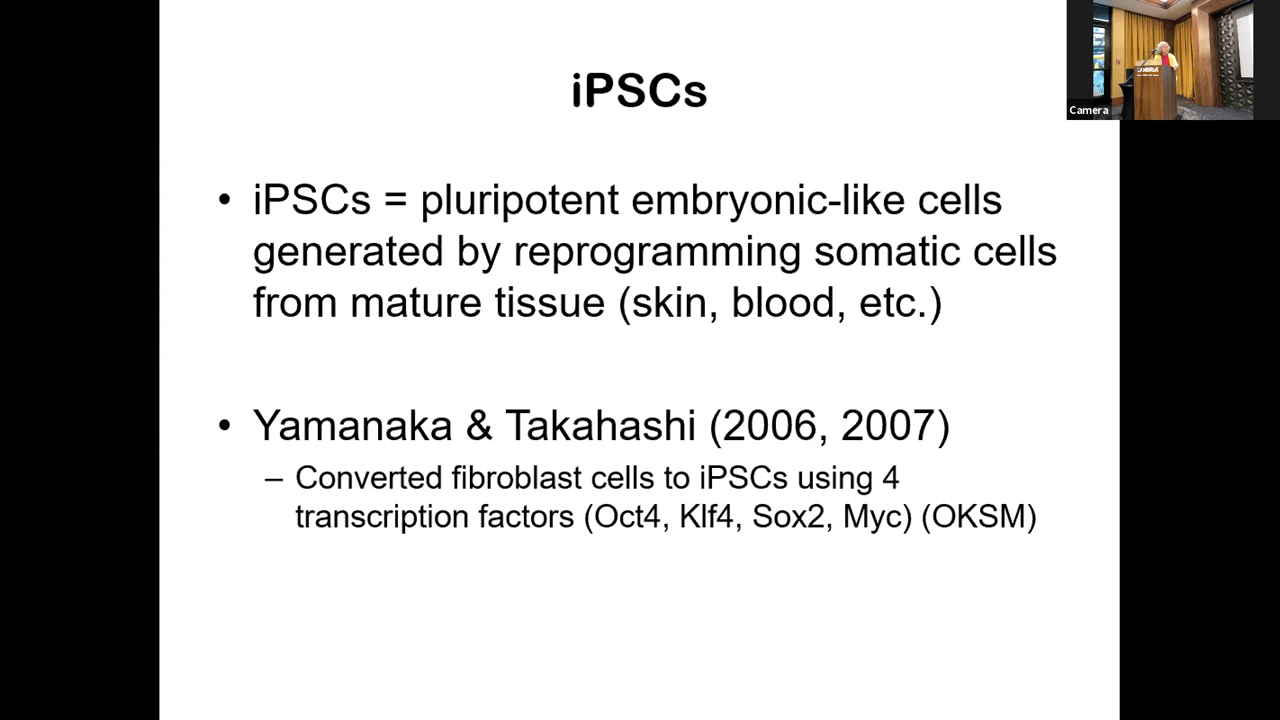 iPSCs
• iPSCs = pluripotent embryonic-like cells
generated by reprogramming somatic cells
from mature tissue (skin, blood, etc.)
• Yamanaka & Takahashi (2006, 2007)
– Converted fibroblast cells to iPSCs using 4
transcription factors (Oct4, Klf4, Sox2, Myc) (OKSM)
Camera